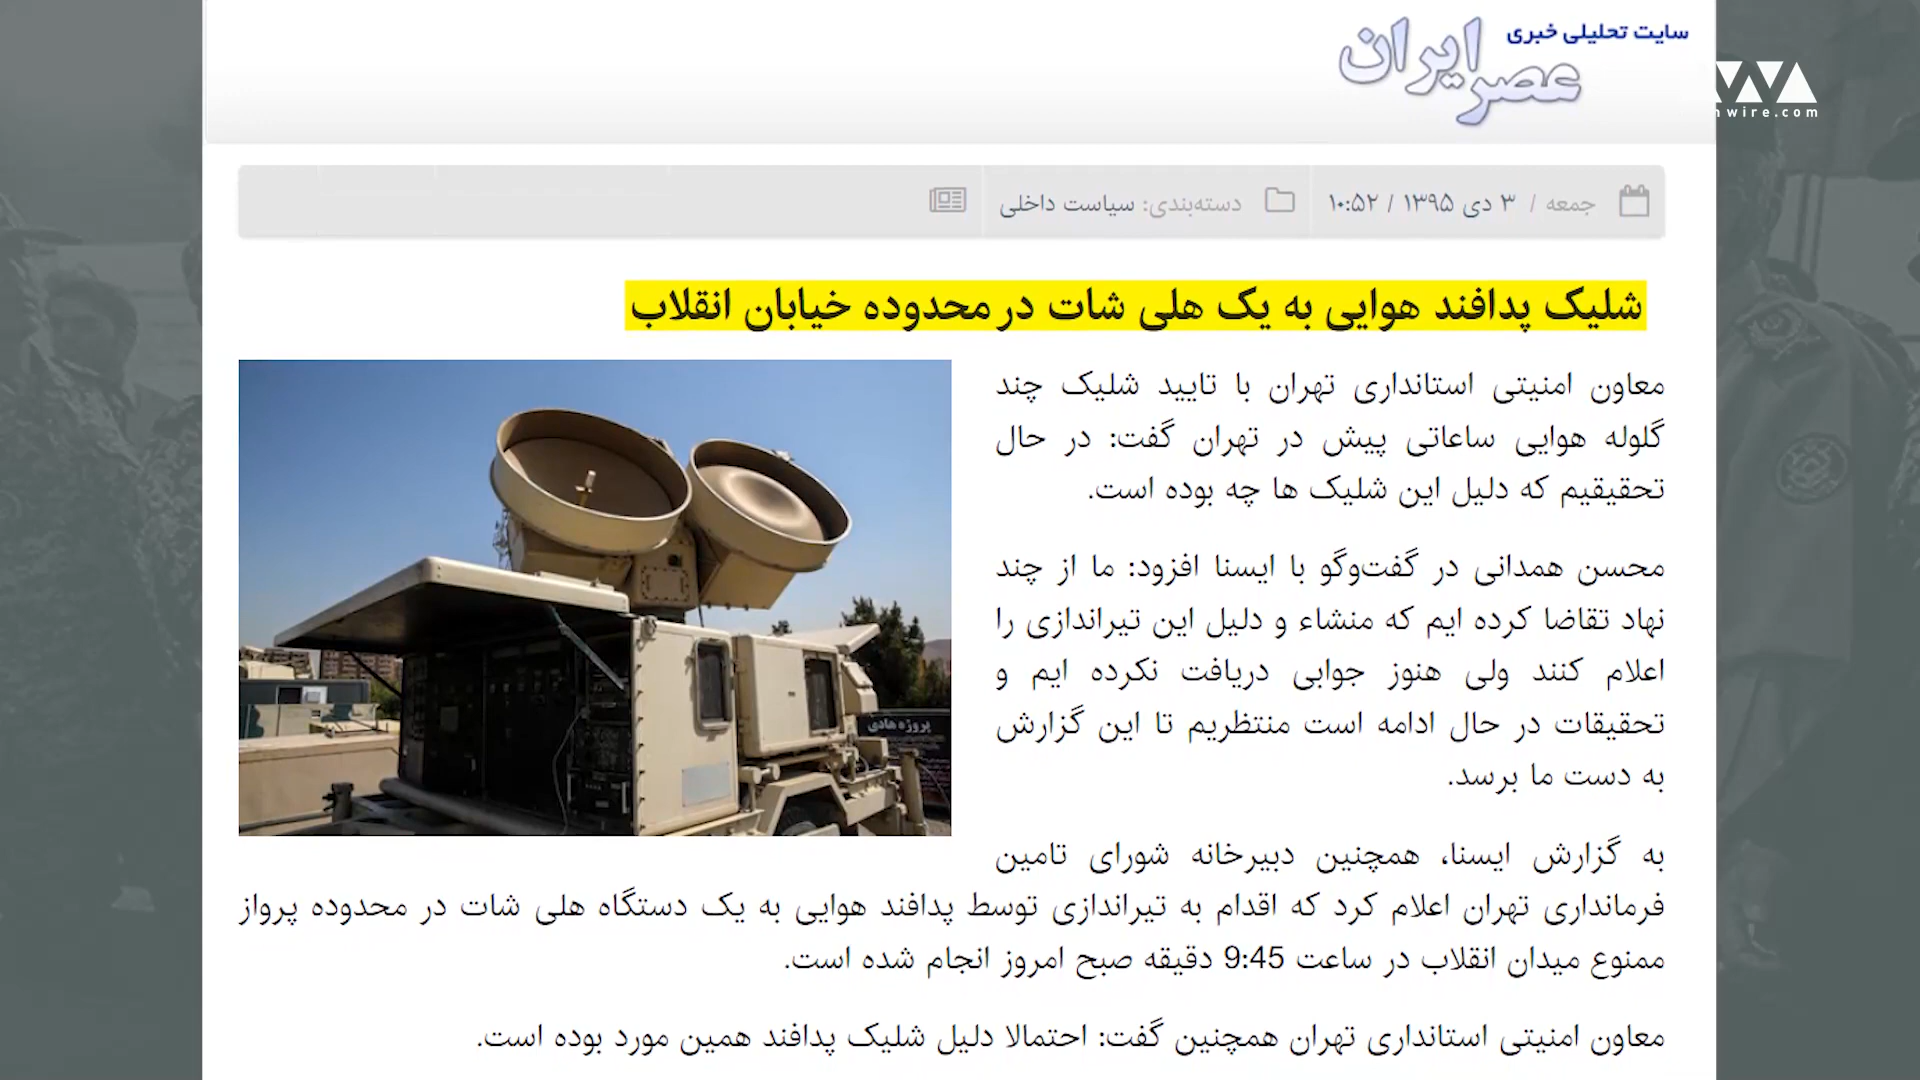 سایت تحلیلی خبری
عصر ایران
nwire.com
جمعه / ۳ دی ۱۳۹۵ / ۱۰:۵۲
دسته‌بندی: سیاست داخلی
شلیک پدافند هوایی به یک هلی شات در محدوده خیابان انقلاب
معاون امنیتی استانداری تهران با تایید شلیک چند
گلوله هوایی ساعاتی پیش در تهران گفت: در حال
تحقیقیم که دلیل این شلیک ها چه بوده است.
محسن همدانی در گفت‌وگو با ایسنا افزود: ما از چند
نهاد تقاضا کرده ایم که منشاء و دلیل این تیراندازی را
اعلام کنند ولی هنوز جوابی دریافت نکرده ایم و
تحقیقات در حال ادامه است منتظریم تا این گزارش
به دست ما برسد.
پروژه هادی
به گزارش ایسنا، همچنین دبیرخانه شورای تامین
فرمانداری تهران اعلام کرد که اقدام به تیراندازی توسط پدافند هوایی به یک دستگاه هلی شات در محدوده پرواز
ممنوع میدان انقلاب در ساعت 9:45 دقیقه صبح امروز انجام شده است.
معاون امنیتی استانداری تهران همچنین گفت: احتمالا دلیل شلیک پدافند همین مورد بوده است.